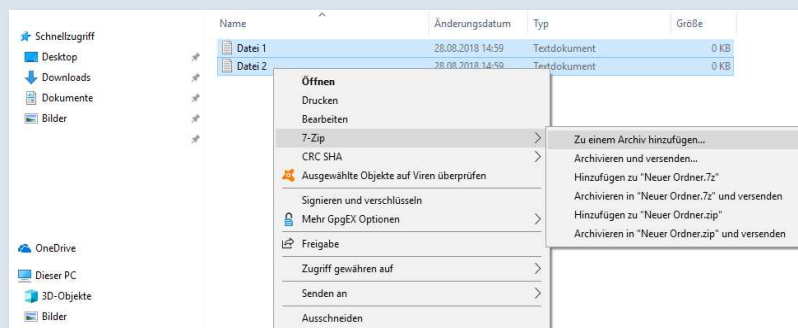 Name Änderungsdatum Typ Größe
Schnellzugriff
Desktop
Downloads
Dokumente
Bilder
Datei 1 28.08.2018 14:59 Textdokument 0 KB
Datei 2 28.08.2018 14:59 Textdokument 0 KB
Öffnen
Drucken
Bearbeiten
7-Zip
CRC SHA
Ausgewählte Objekte auf Viren überprüfen
Signieren und verschlüsseln
Mehr GpgEX Optionen
Freigabe
Zugriff gewähren auf
Senden an
Ausschneiden
Zu einem Archiv hinzufügen...
Archivieren und versenden...
Hinzufügen zu "Neuer Ordner.7z"
Archivieren in "Neuer Ordner.7z" und versenden
Hinzufügen zu "Neuer Ordner.zip"
Archivieren in "Neuer Ordner.zip" und versenden
OneDrive
Dieser PC
3D-Objekte
Bilder